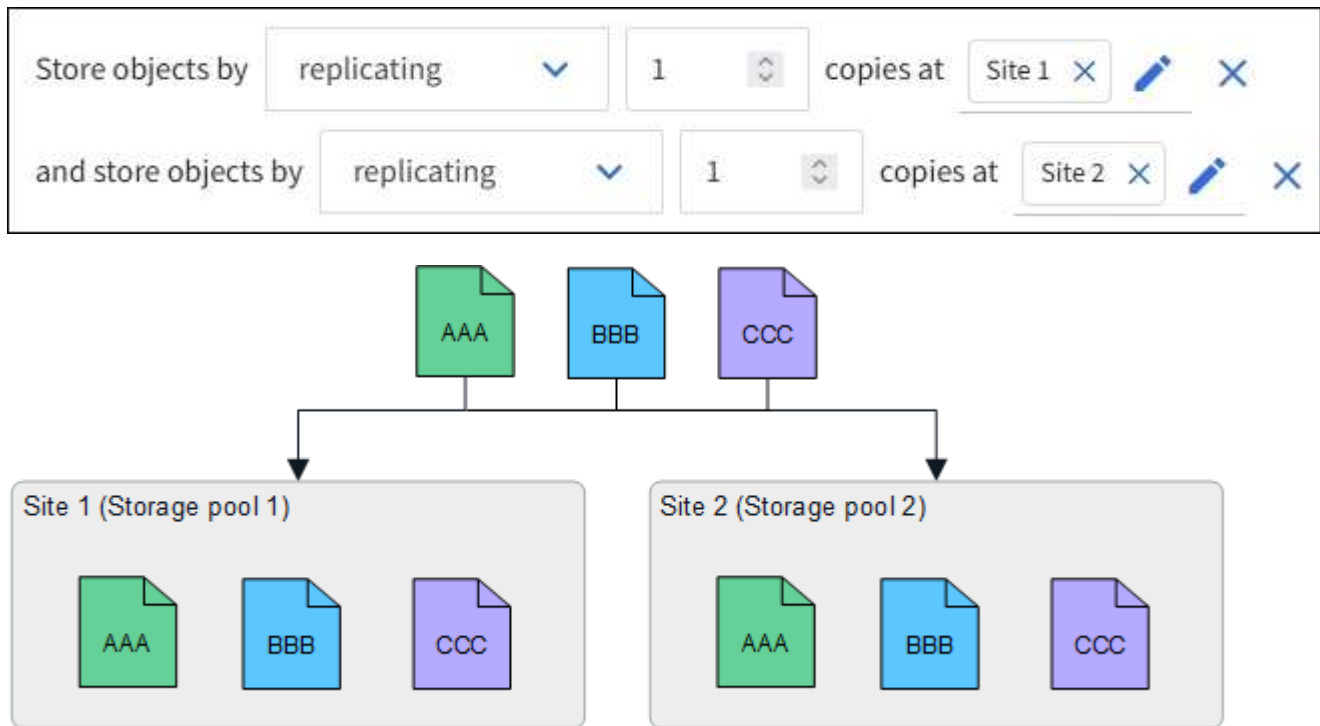 Store objects by replicating 1 copies at Site 1
and store objects by replicating 1 copies at Site 2
AAA BBB CCC
Site 1 (Storage pool 1) Site 2 (Storage pool 2)
AAA BBB CCC AAA BBB CCC